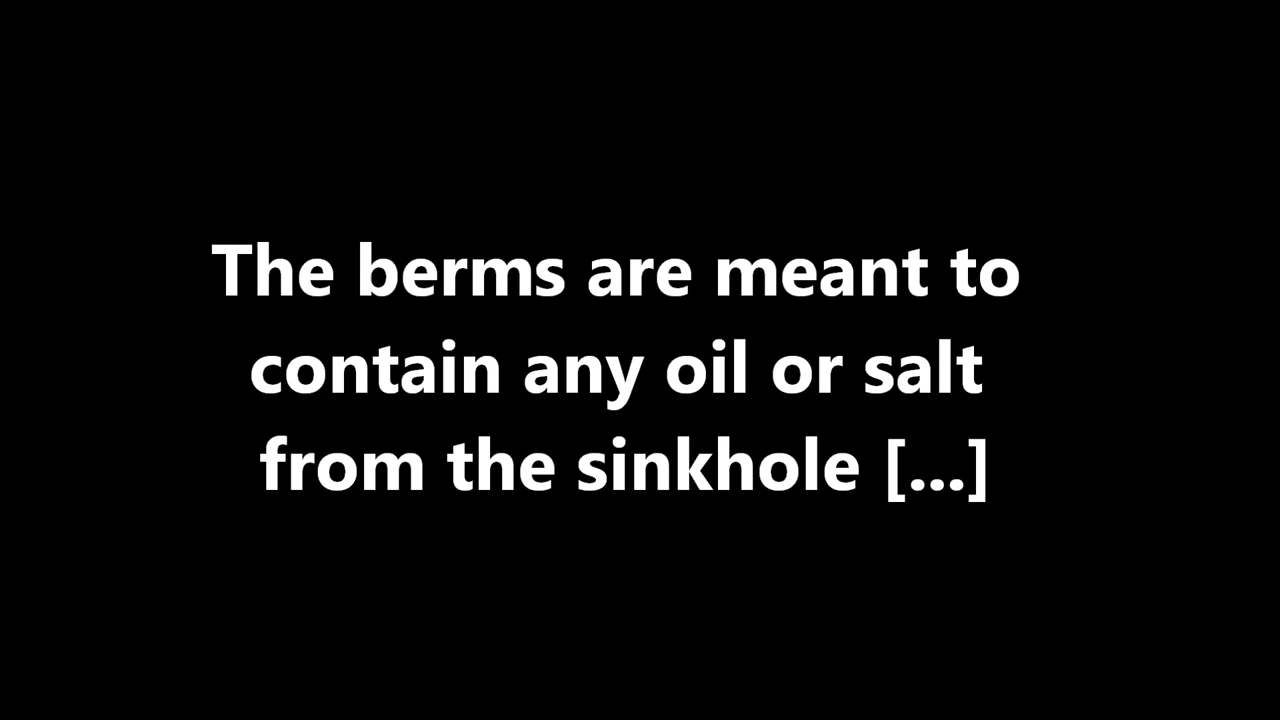 The berms are meant to
contain any oil or salt
from the sinkhole [...]